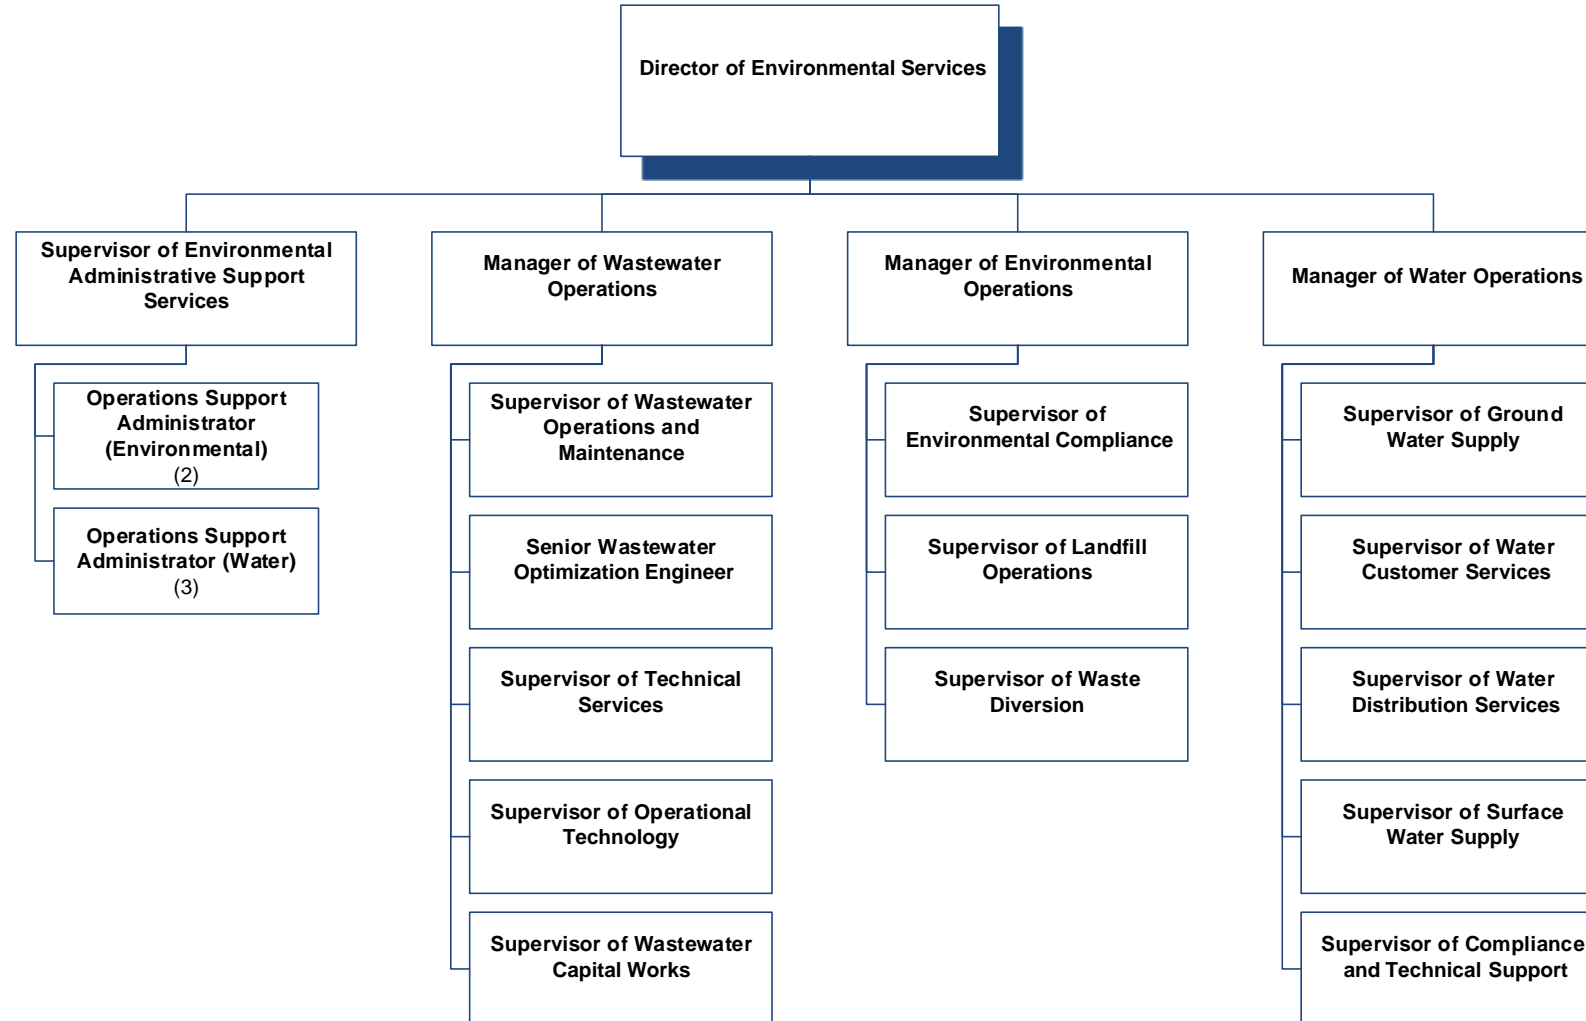 Director of Environmental Services
Supervisor of Environmental
Administrative Support
Services
Operations Support
Administrator
(Environmental)
(2)
Operations Support
Administrator (Water)
(3)
Manager of Wastewater
Operations
Supervisor of Wastewater
Operations and
Maintenance
Senior Wastewater
Optimization Engineer
Supervisor of Technical
Services
Supervisor of Operational
Technology
Supervisor of Wastewater
Capital Works
Manager of Environmental
Operations
Supervisor of
Environmental Compliance
Supervisor of Landfill
Operations
Supervisor of Waste
Diversion
Manager of Water Operations
Supervisor of Ground
Water Supply
Supervisor of Water
Customer Services
Supervisor of Water
Distribution Services
Supervisor of Surface
Water Supply
Supervisor of Compliance
and Technical Support